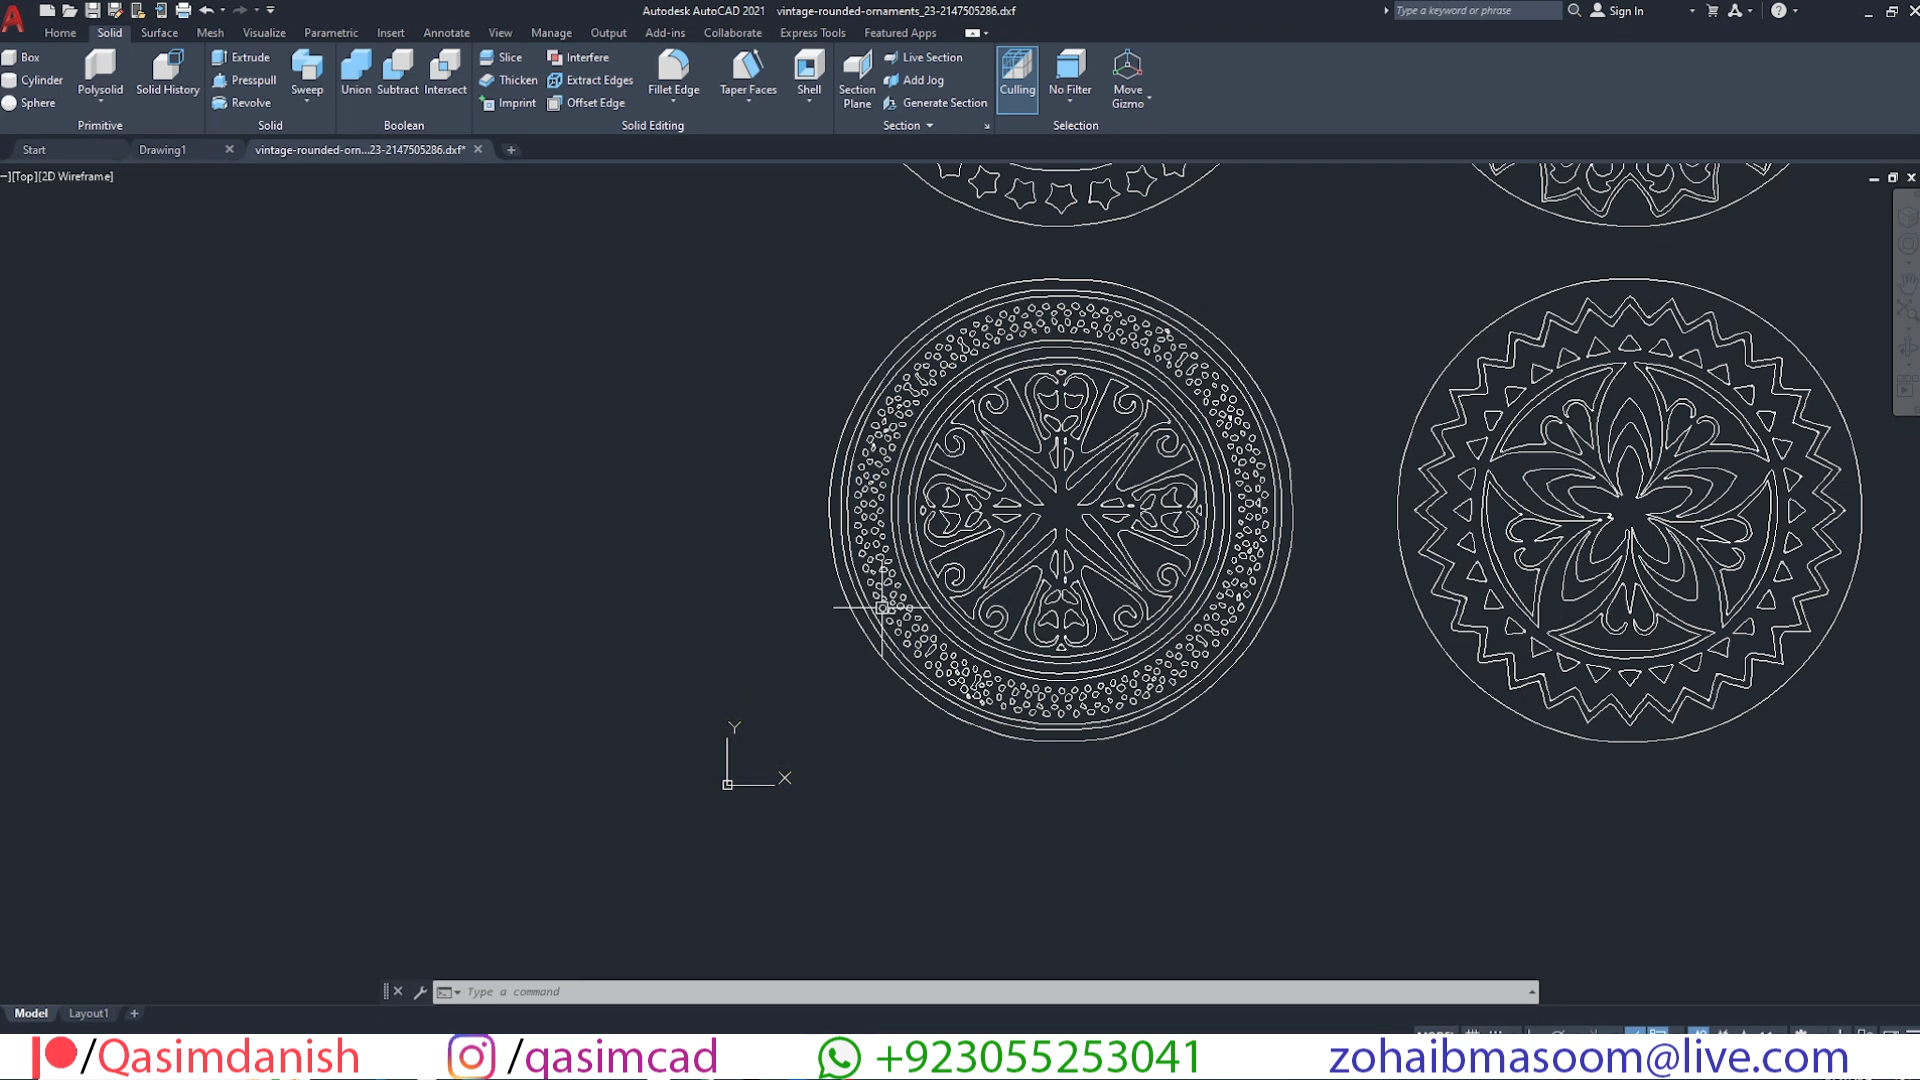 Autodesk AutoCAD 2021 vintage-rounded-ornaments_23-2147505286.dxf
Type a keyword or phrase
Sign In
Home Solid Surface Mesh Visualize Parametric Insert Annotate View Manage Output Add-ins Collaborate Express Tools Featured Apps
Box
Cylinder
Sphere
Polysolid
Solid History
Primitive
Extrude
Presspull
Revolve
Sweep
Solid
Union
Subtract
Intersect
Boolean
Slice
Thicken
Imprint
Interfere
Extract Edges
Offset Edge
Fillet Edge
Taper Faces
Shell
Solid Editing
Section
Plane
Live Section
Add Jog
Generate Section
Section
Culling
No Filter
Move
Gizmo
Selection
Start
Drawing1
vintage-rounded-orn...23-2147505286.dxf*
−][Top][2D Wireframe]
Y
X
Type a command
Model
Layout1
/Qasimdanish
/qasimcad
+923055253041
zohaibmasoom@live.com